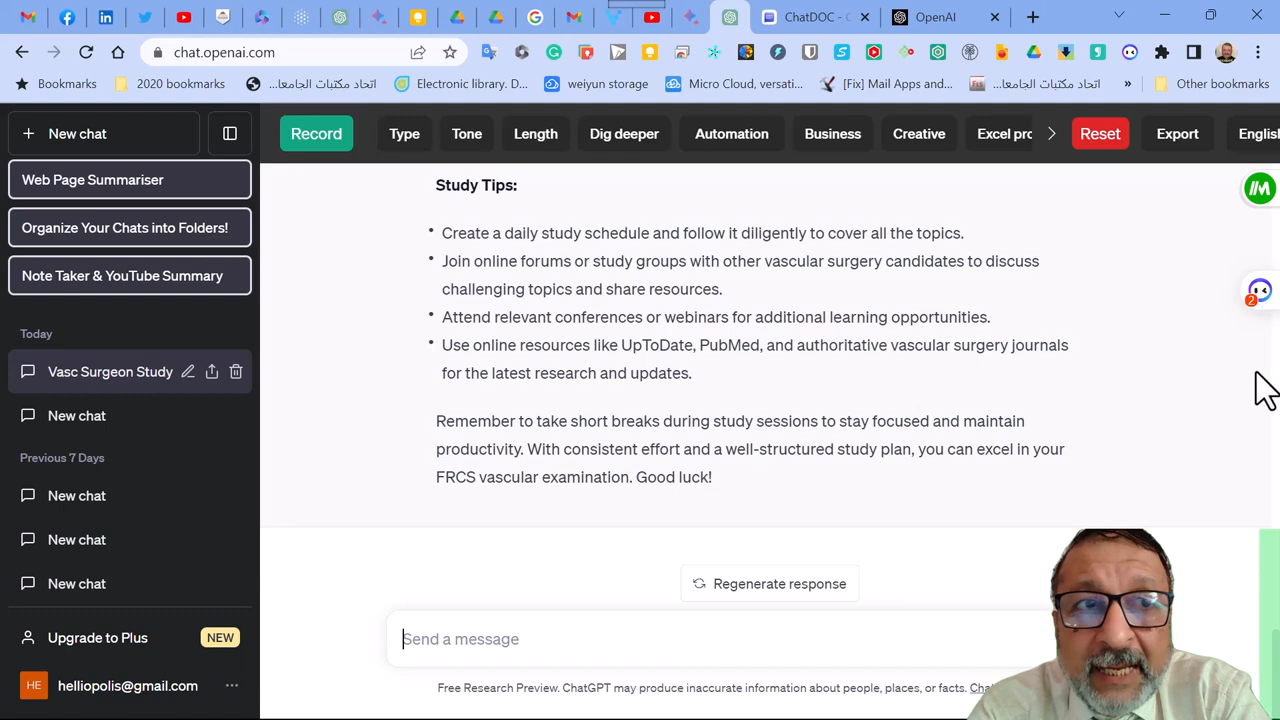 ChatDOC - C
OpenAI
chat.openai.com
Bookmarks
2020 bookmarks
اتحاد مكتبات الجامعا...
Electronic library. D...
weiyun storage
Micro Cloud, versati...
[Fix] Mail Apps and...
اتحاد مكتبات الجامعا...
»
Other bookmarks
New chat
Record
Type
Tone
Length
Dig deeper
Automation
Business
Creative
Excel pro
Reset
Export
English
Web Page Summariser
Organize Your Chats into Folders!
Note Taker & YouTube Summary
Today
Vasc Surgeon Study
New chat
Previous 7 Days
New chat
New chat
New chat
Upgrade to Plus
NEW
HE
helliopolis@gmail.com
Study Tips:
• Create a daily study schedule and follow it diligently to cover all the topics.
• Join online forums or study groups with other vascular surgery candidates to discuss
challenging topics and share resources.
• Attend relevant conferences or webinars for additional learning opportunities.
• Use online resources like UpToDate, PubMed, and authoritative vascular surgery journals
for the latest research and updates.
Remember to take short breaks during study sessions to stay focused and maintain
productivity. With consistent effort and a well-structured study plan, you can excel in your
FRCS vascular examination. Good luck!
2
Regenerate response
Send a message
Free Research Preview. ChatGPT may produce inaccurate information about people, places, or facts. Chat